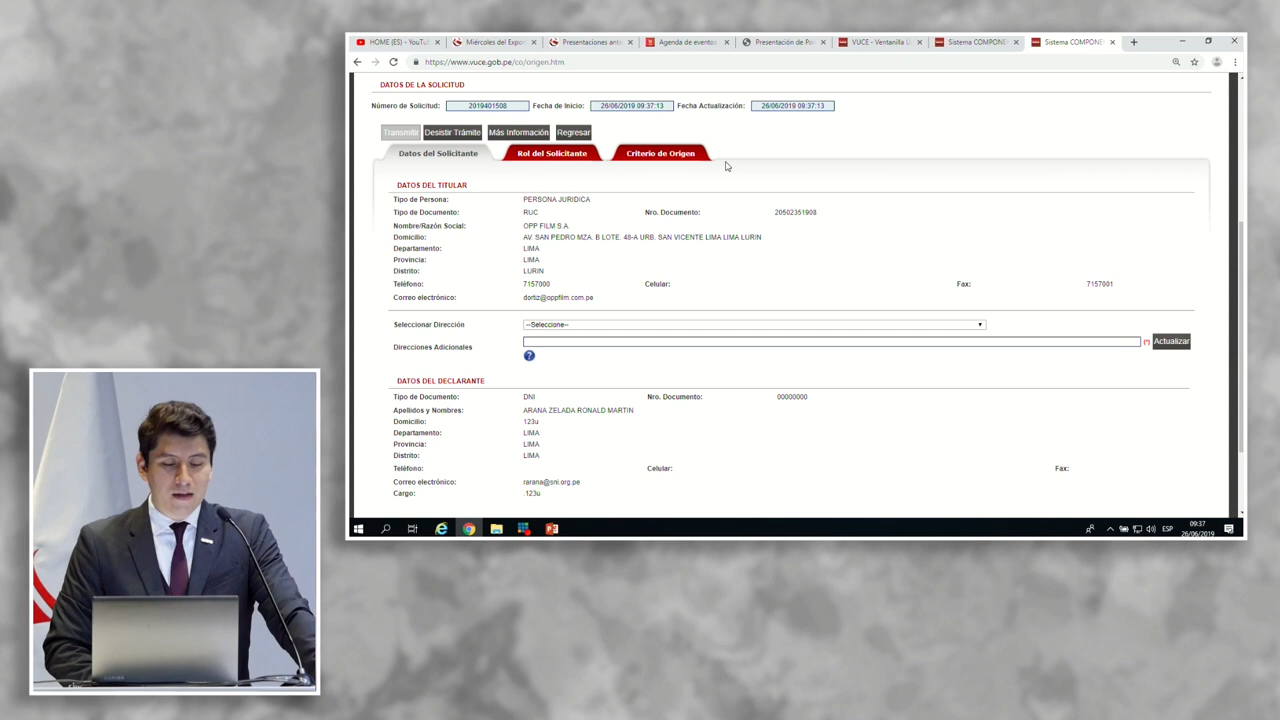 HOME (ES) - YouTu Miércoles del Expor Presentaciones ante Agenda de eventos Presentación de Po VUCE - Ventanilla U Sistema COMPONE Sistema COMPONE
https://www.vuce.gob.pe/co/origen.htm
DATOS DE LA SOLICITUD
Número de Solicitud: 2019401508 Fecha de Inicio: 26/06/2019 09:37:13 Fecha Actualización: 26/06/2019 09:37:13
Transmitir Desistir Trámite Más Información Regresar
Datos del Solicitante Rol del Solicitante Criterio de Origen
DATOS DEL TITULAR
Tipo de Persona: PERSONA JURIDICA
Tipo de Documento: RUC Nro. Documento: 20502351908
Nombre/Razón Social: OPP FILM S.A.
Domicilio: AV. SAN PEDRO MZA. B LOTE. 48-A URB. SAN VICENTE LIMA LIMA LURIN
Departamento: LIMA
Provincia: LIMA
Distrito: LURIN
Teléfono: 7157000 Celular: Fax: 7157001
Correo electrónico: dortiz@oppfilm.com.pe
Seleccionar Dirección --Seleccione--
Direcciones Adicionales (*) Actualizar
?
DATOS DEL DECLARANTE
Tipo de Documento: DNI Nro. Documento: 00000000
Apellidos y Nombres: ARANA ZELADA RONALD MARTIN
Domicilio: 123u
Departamento: LIMA
Provincia: LIMA
Distrito: LIMA
Teléfono: Celular: Fax:
Correo electrónico: rarana@sni.org.pe
Cargo: .123u
ESP 09:37
26/06/2019